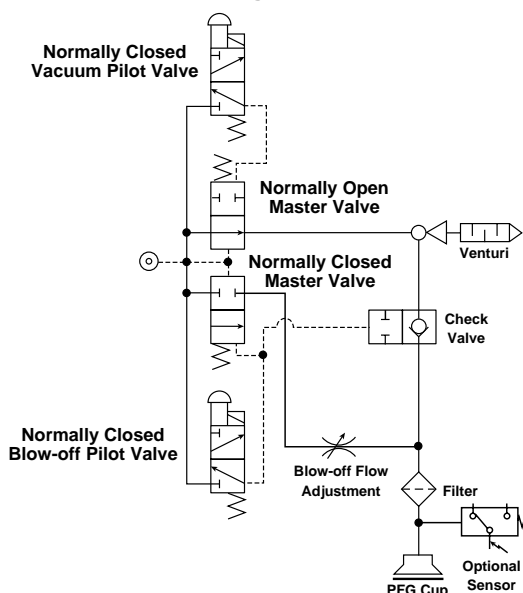 Normally Closed
Vacuum Pilot Valve
Normally Open
Master Valve
Venturi
Normally Closed
Master Valve
Check
Valve
Normally Closed
Blow-off Pilot Valve
Blow-off Flow
Adjustment
Filter
Optional
Sensor
PFG Cup